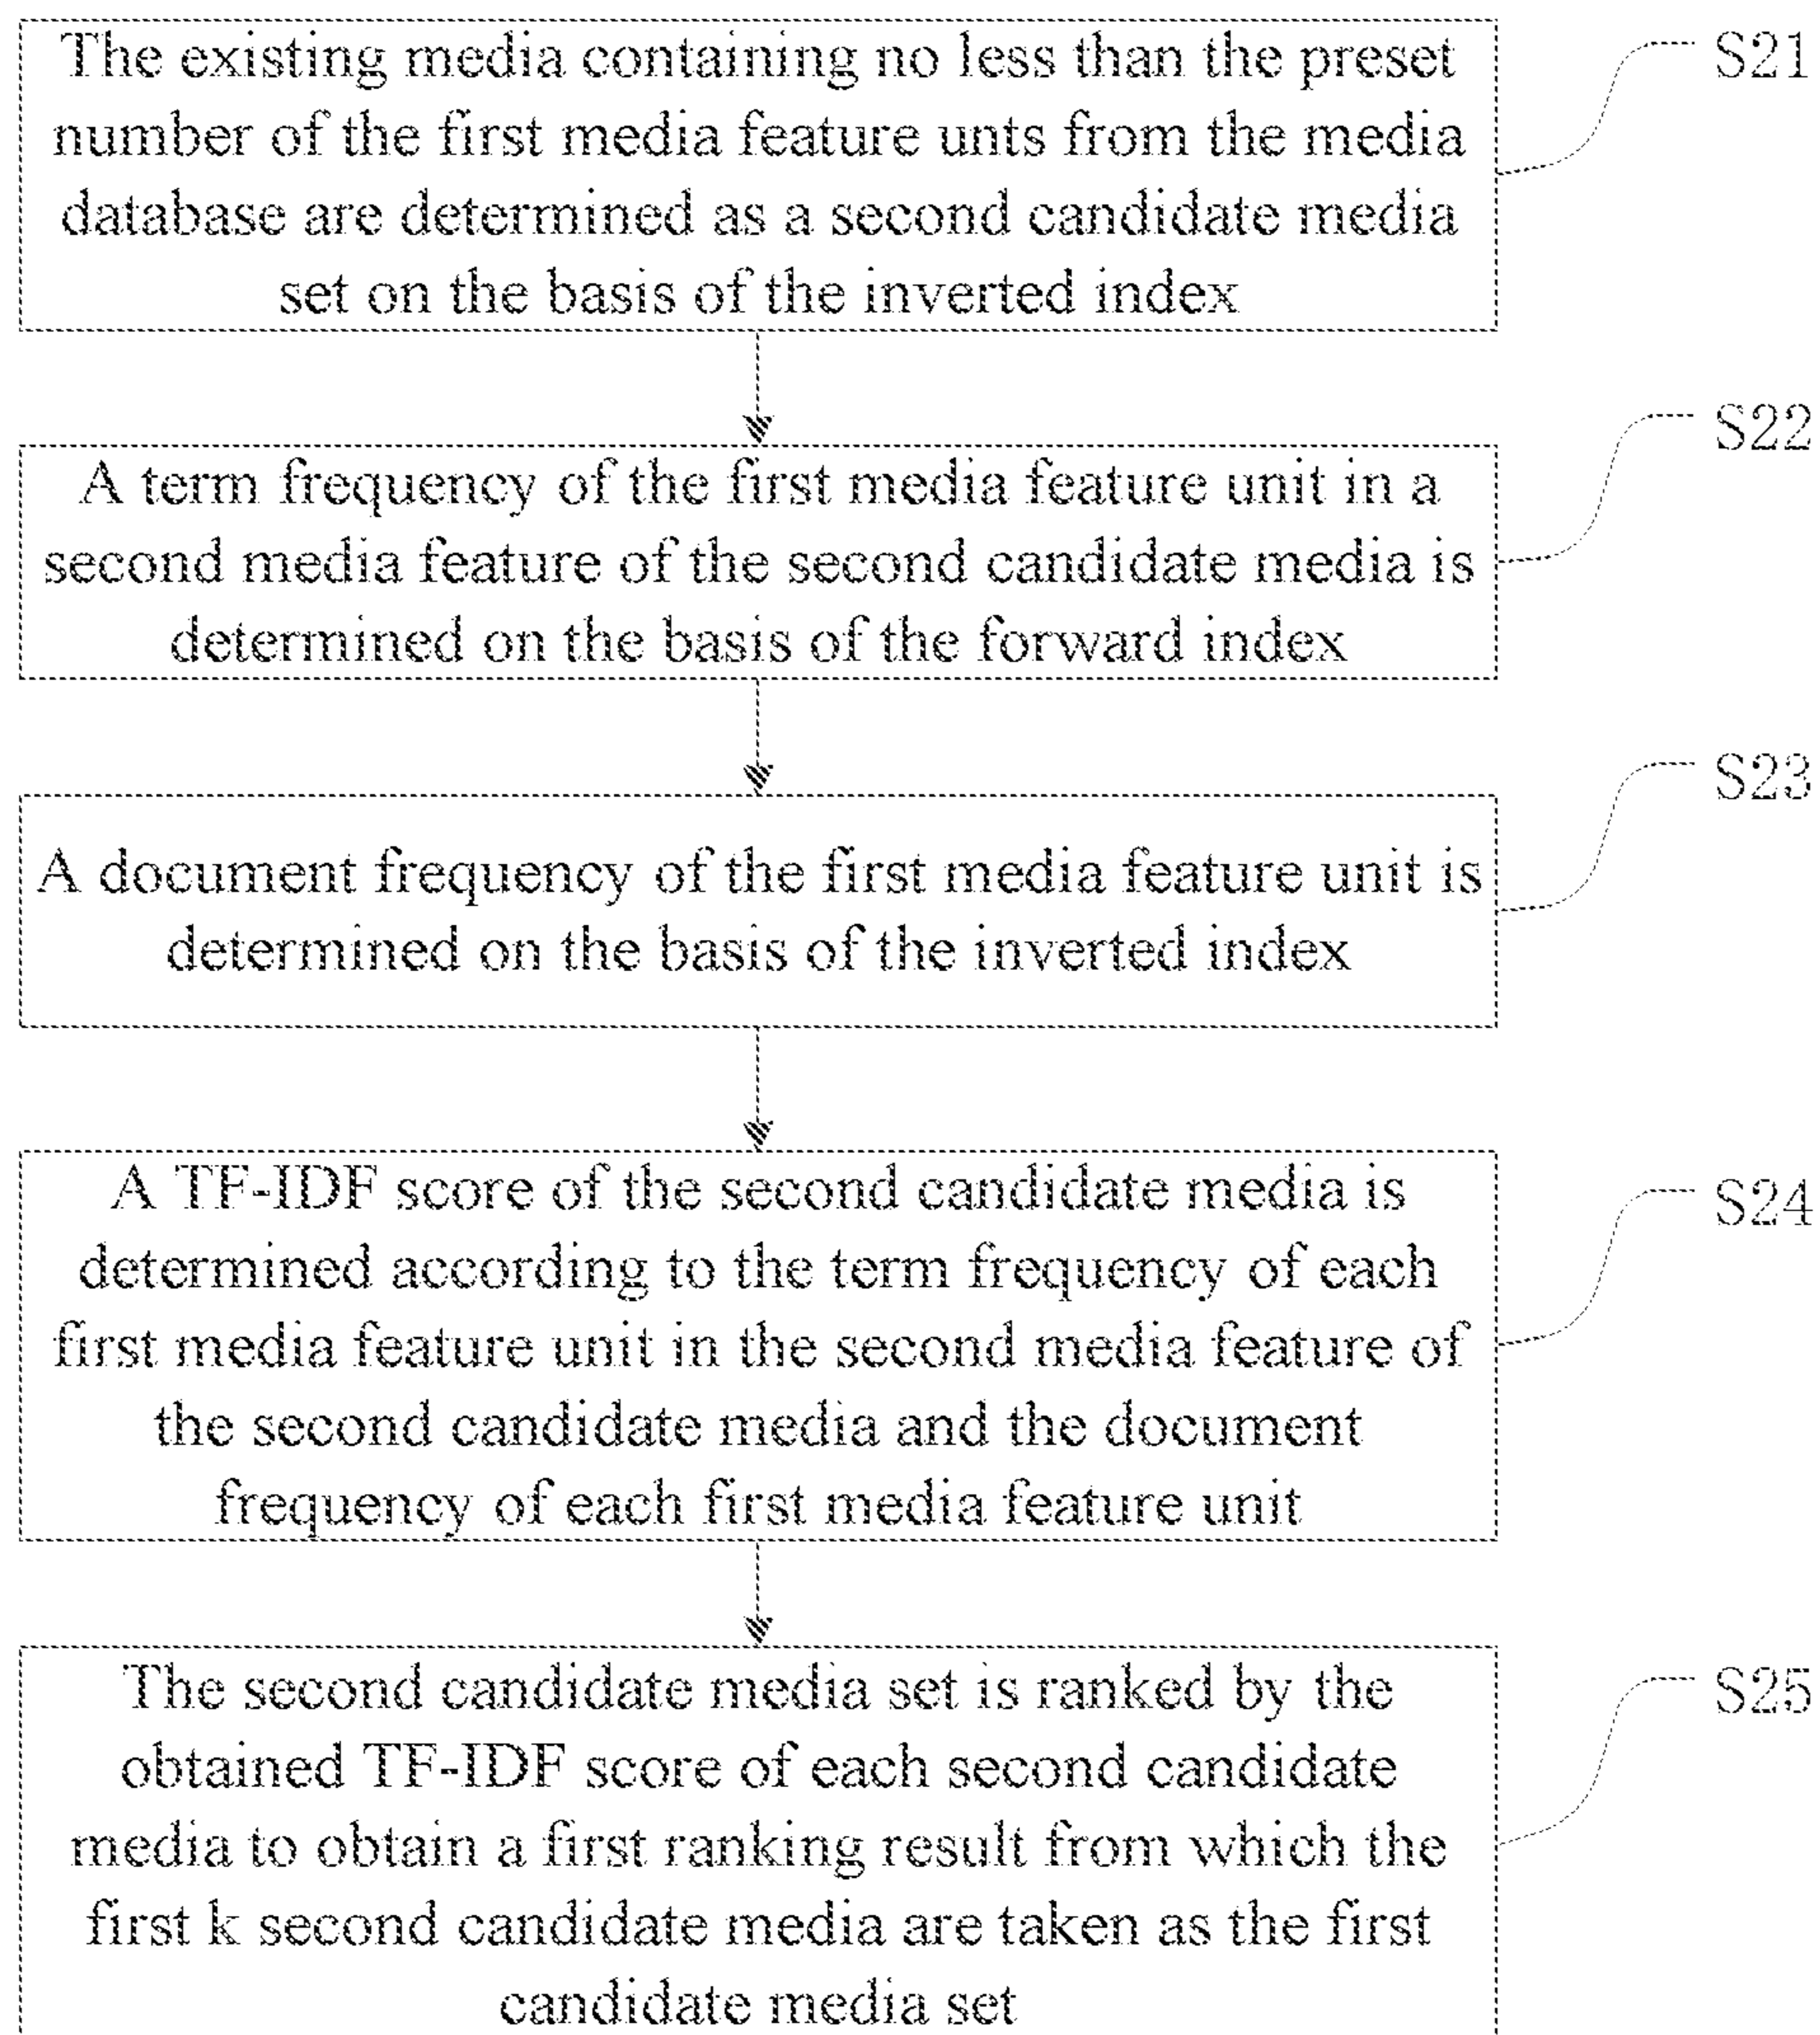 The existing media containing no less than the preset
number of the first media feature unts from the media
database are determined as a second candidate media
set on the basis of the inverted index
S21
A term frequency of the first media feature unit in a
second media feature of the second candidate media is
determined on the basis of the forward index
S22
A document frequency of the first media feature unit is
determined on the basis of the inverted index
S23
A TF-IDF score of the second candidate media is
determined according to the term frequency of each
first media feature unit in the second media feature of
the second candidate media and the document
frequency of each first media feature unit
S24
The second candidate media set is ranked by the
obtained TF-IDF score of each second candidate
media to obtain a first ranking result from which the
first k second candidate media are taken as the first
candidate media set
S25